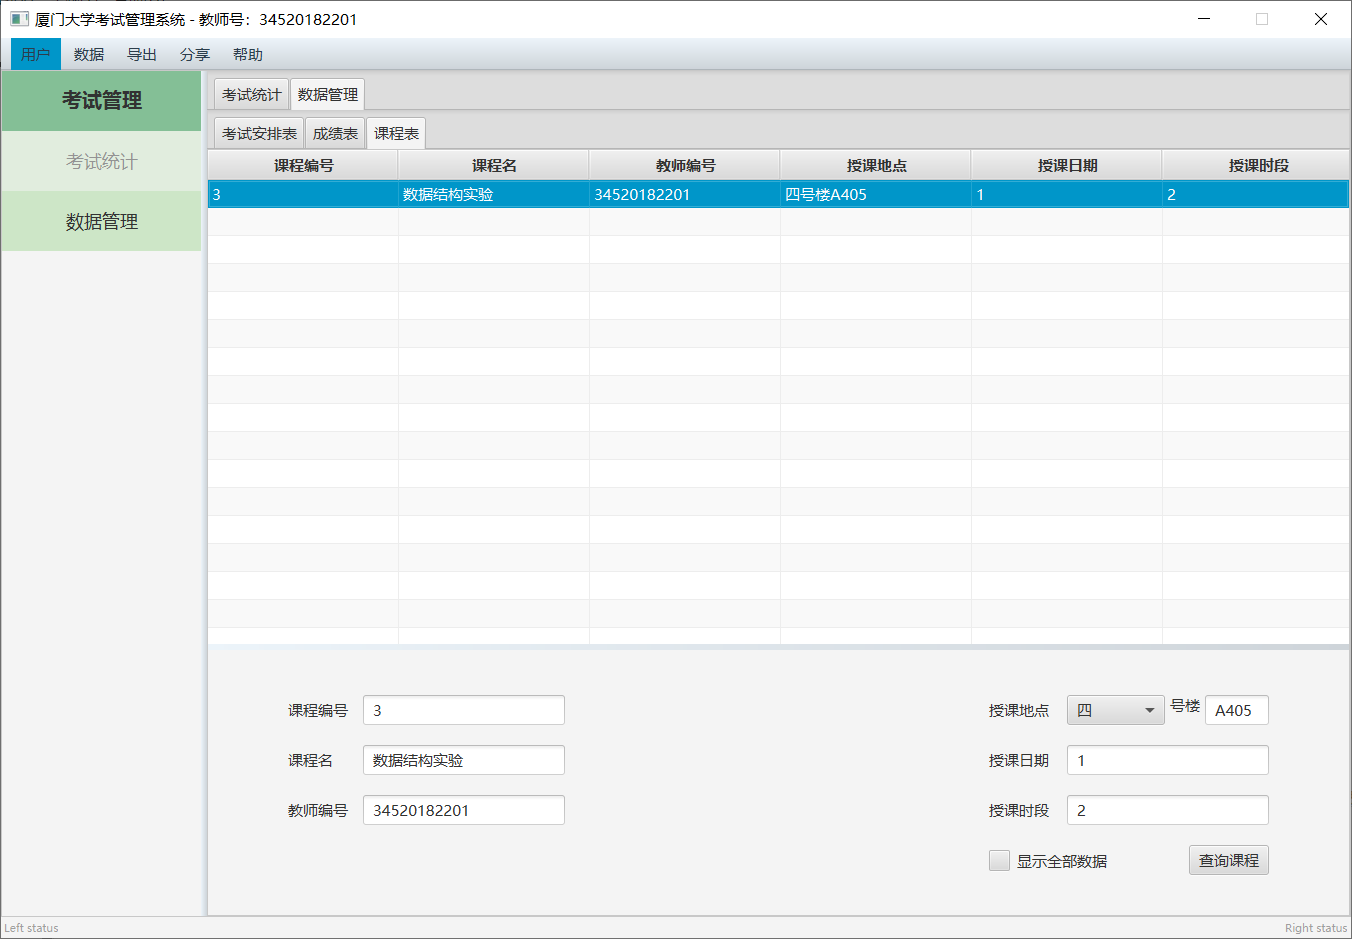 厦门大学考试管理系统 - 教师号：34520182201
用户 数据 导出 分享 帮助
考试管理
考试统计
数据管理
考试统计 数据管理
考试安排表 成绩表 课程表
课程编号 课程名 教师编号 授课地点 授课日期 授课时段
3 数据结构实验 34520182201 四号楼A405 1 2
课程编号 3
课程名 数据结构实验
教师编号 34520182201
授课地点 四 号楼 A405
授课日期 1
授课时段 2
显示全部数据 查询课程
Left status Right status